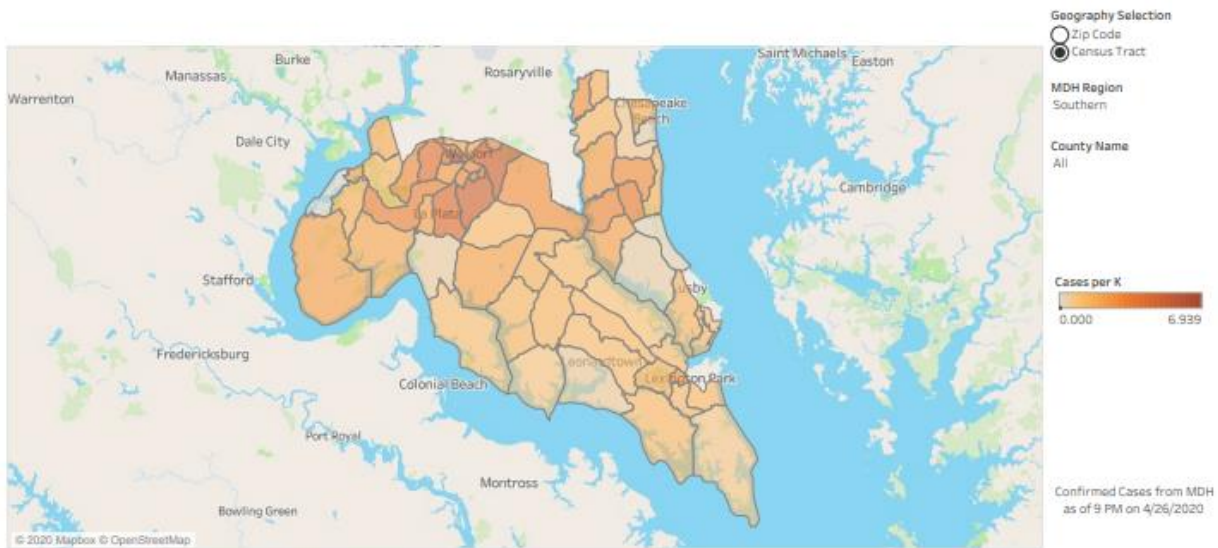 Geography Selection
Zip Code
Census Tract
MDH Region
Southern
County Name
All
Cases per K
0.000 6.939
Confirmed Cases from MDH
as of 9 PM on 4/26/2020
Saint Michaels
Easton
Burke
Rosaryville
Manassas
Warrenton
Chesapeake
Beach
Dale City
Waldorf
Cambridge
La Plata
Stafford
Lusby
Fredericksburg
Leonardtown
Colonial Beach
Lexington Park
Port Royal
Montross
Bowling Green
© 2020 Mapbox © OpenStreetMap